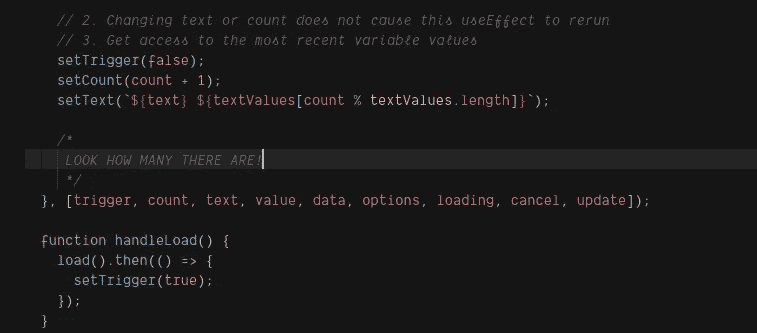 // 2. Changing text or count does not cause this useEffect to rerun
// 3. Get access to the most recent variable values
setTrigger(false);
setCount(count + 1);
setText(`${text} ${textValues[count % textValues.length]}`);
/*
LOOK HOW MANY THERE ARE!
*/
}, [trigger, count, text, value, data, options, loading, cancel, update]);
function handleLoad() {
load().then(() => {
setTrigger(true);
});
}